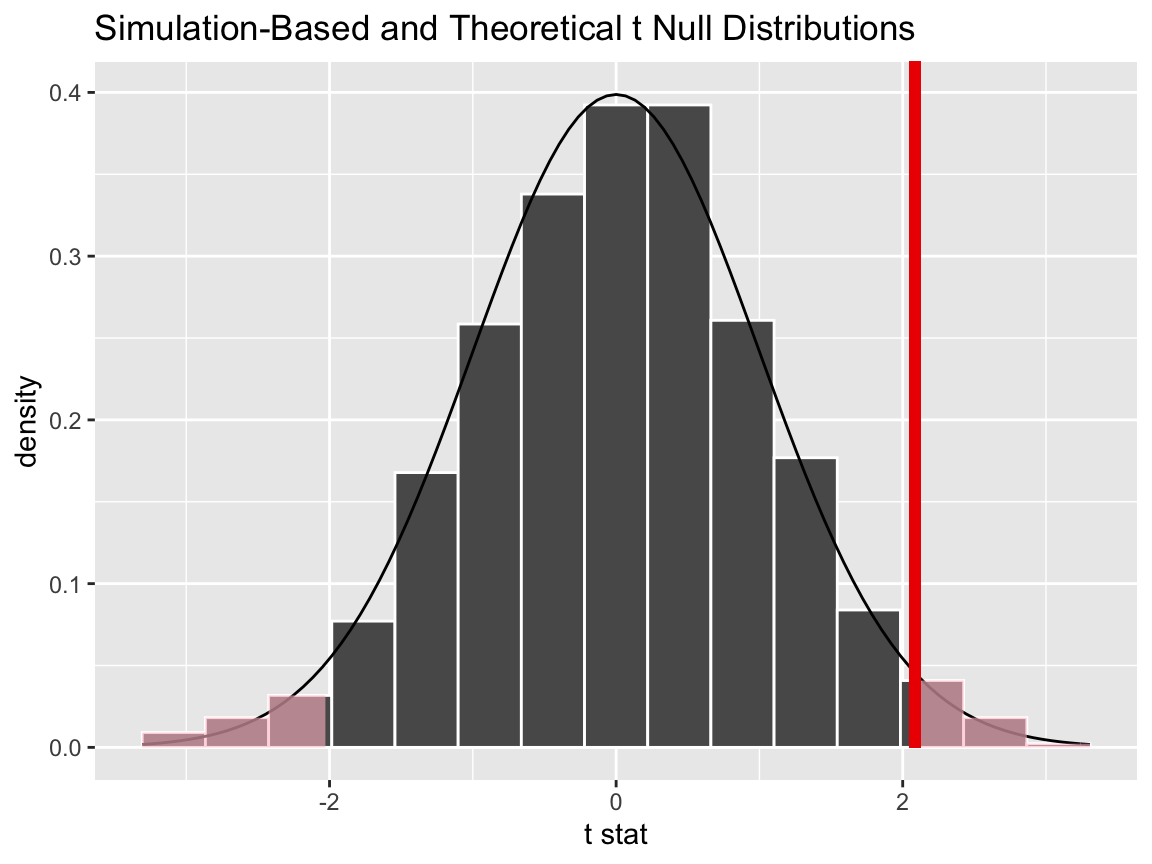 Simulation-Based and Theoretical t Null Distributions
density
0.4
0.3
0.2
0.1
0.0
-2 0 2
t stat